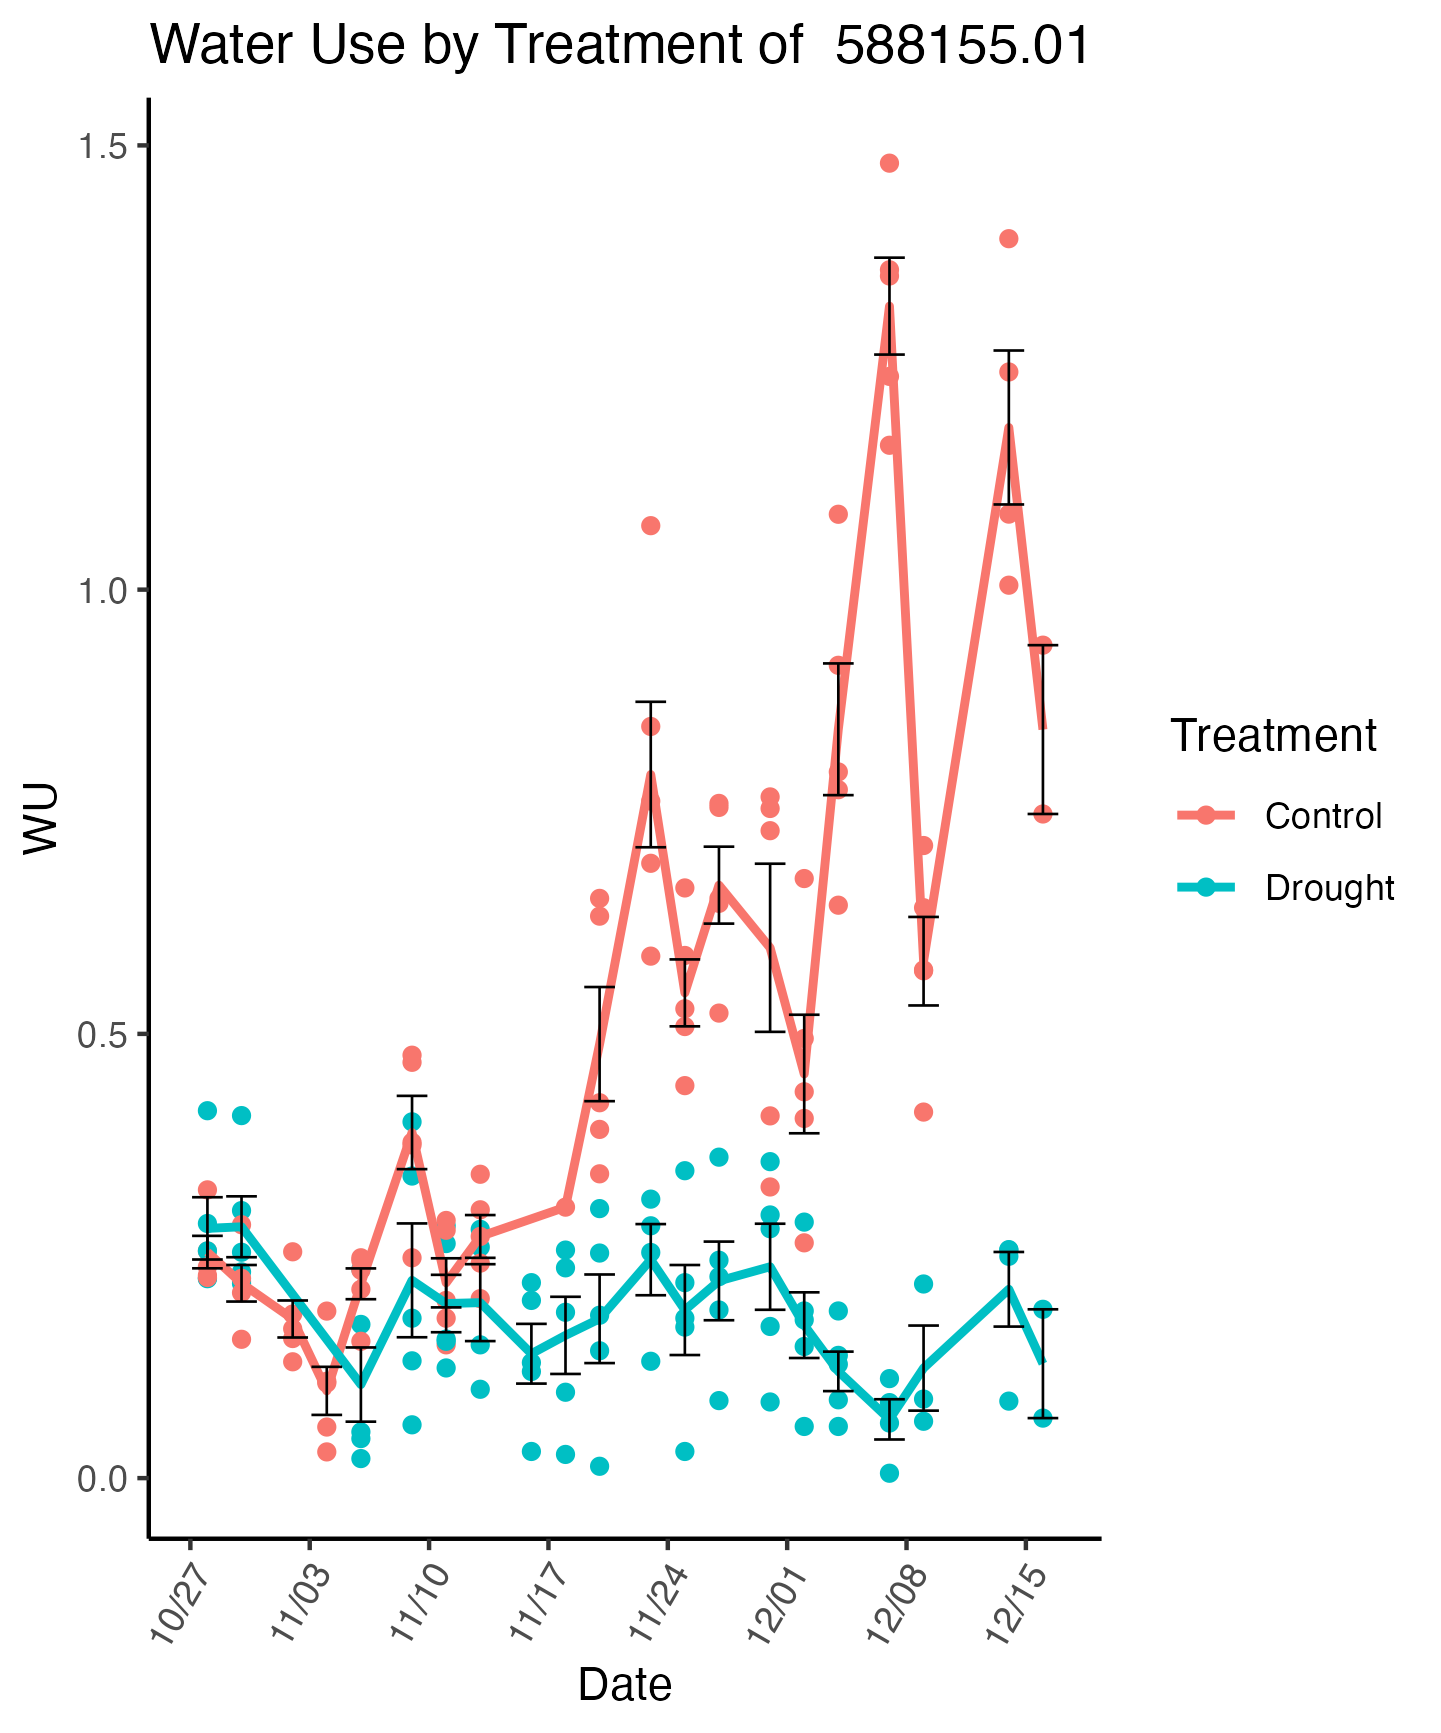 Water Use by Treatment of  588155.01
1.5
1.0
0.5
0.0
WU
10/27
11/03
11/10
11/17
11/24
12/01
12/08
12/15
Date
Treatment
Control
Drought